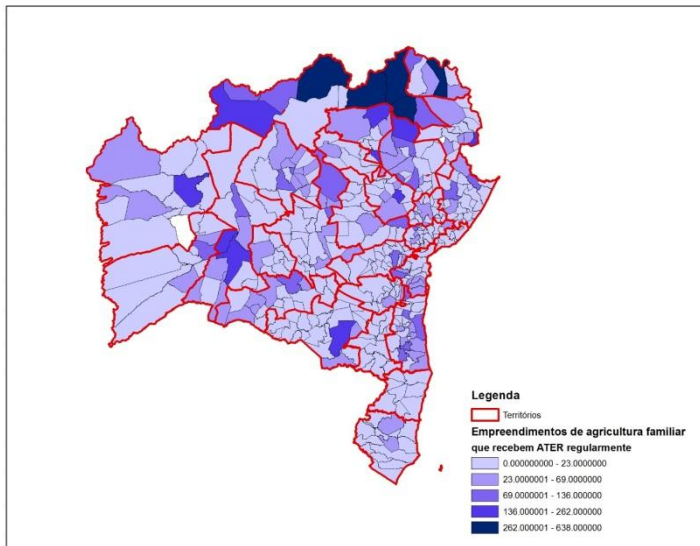 Legenda
Territórios
Empreendimentos de agricultura familiar
que recebem ATER regularmente
0.000000000 - 23.0000000
23.0000001 - 69.0000000
69.0000001 - 136.000000
136.000001 - 262.000000
262.000001 - 638.000000